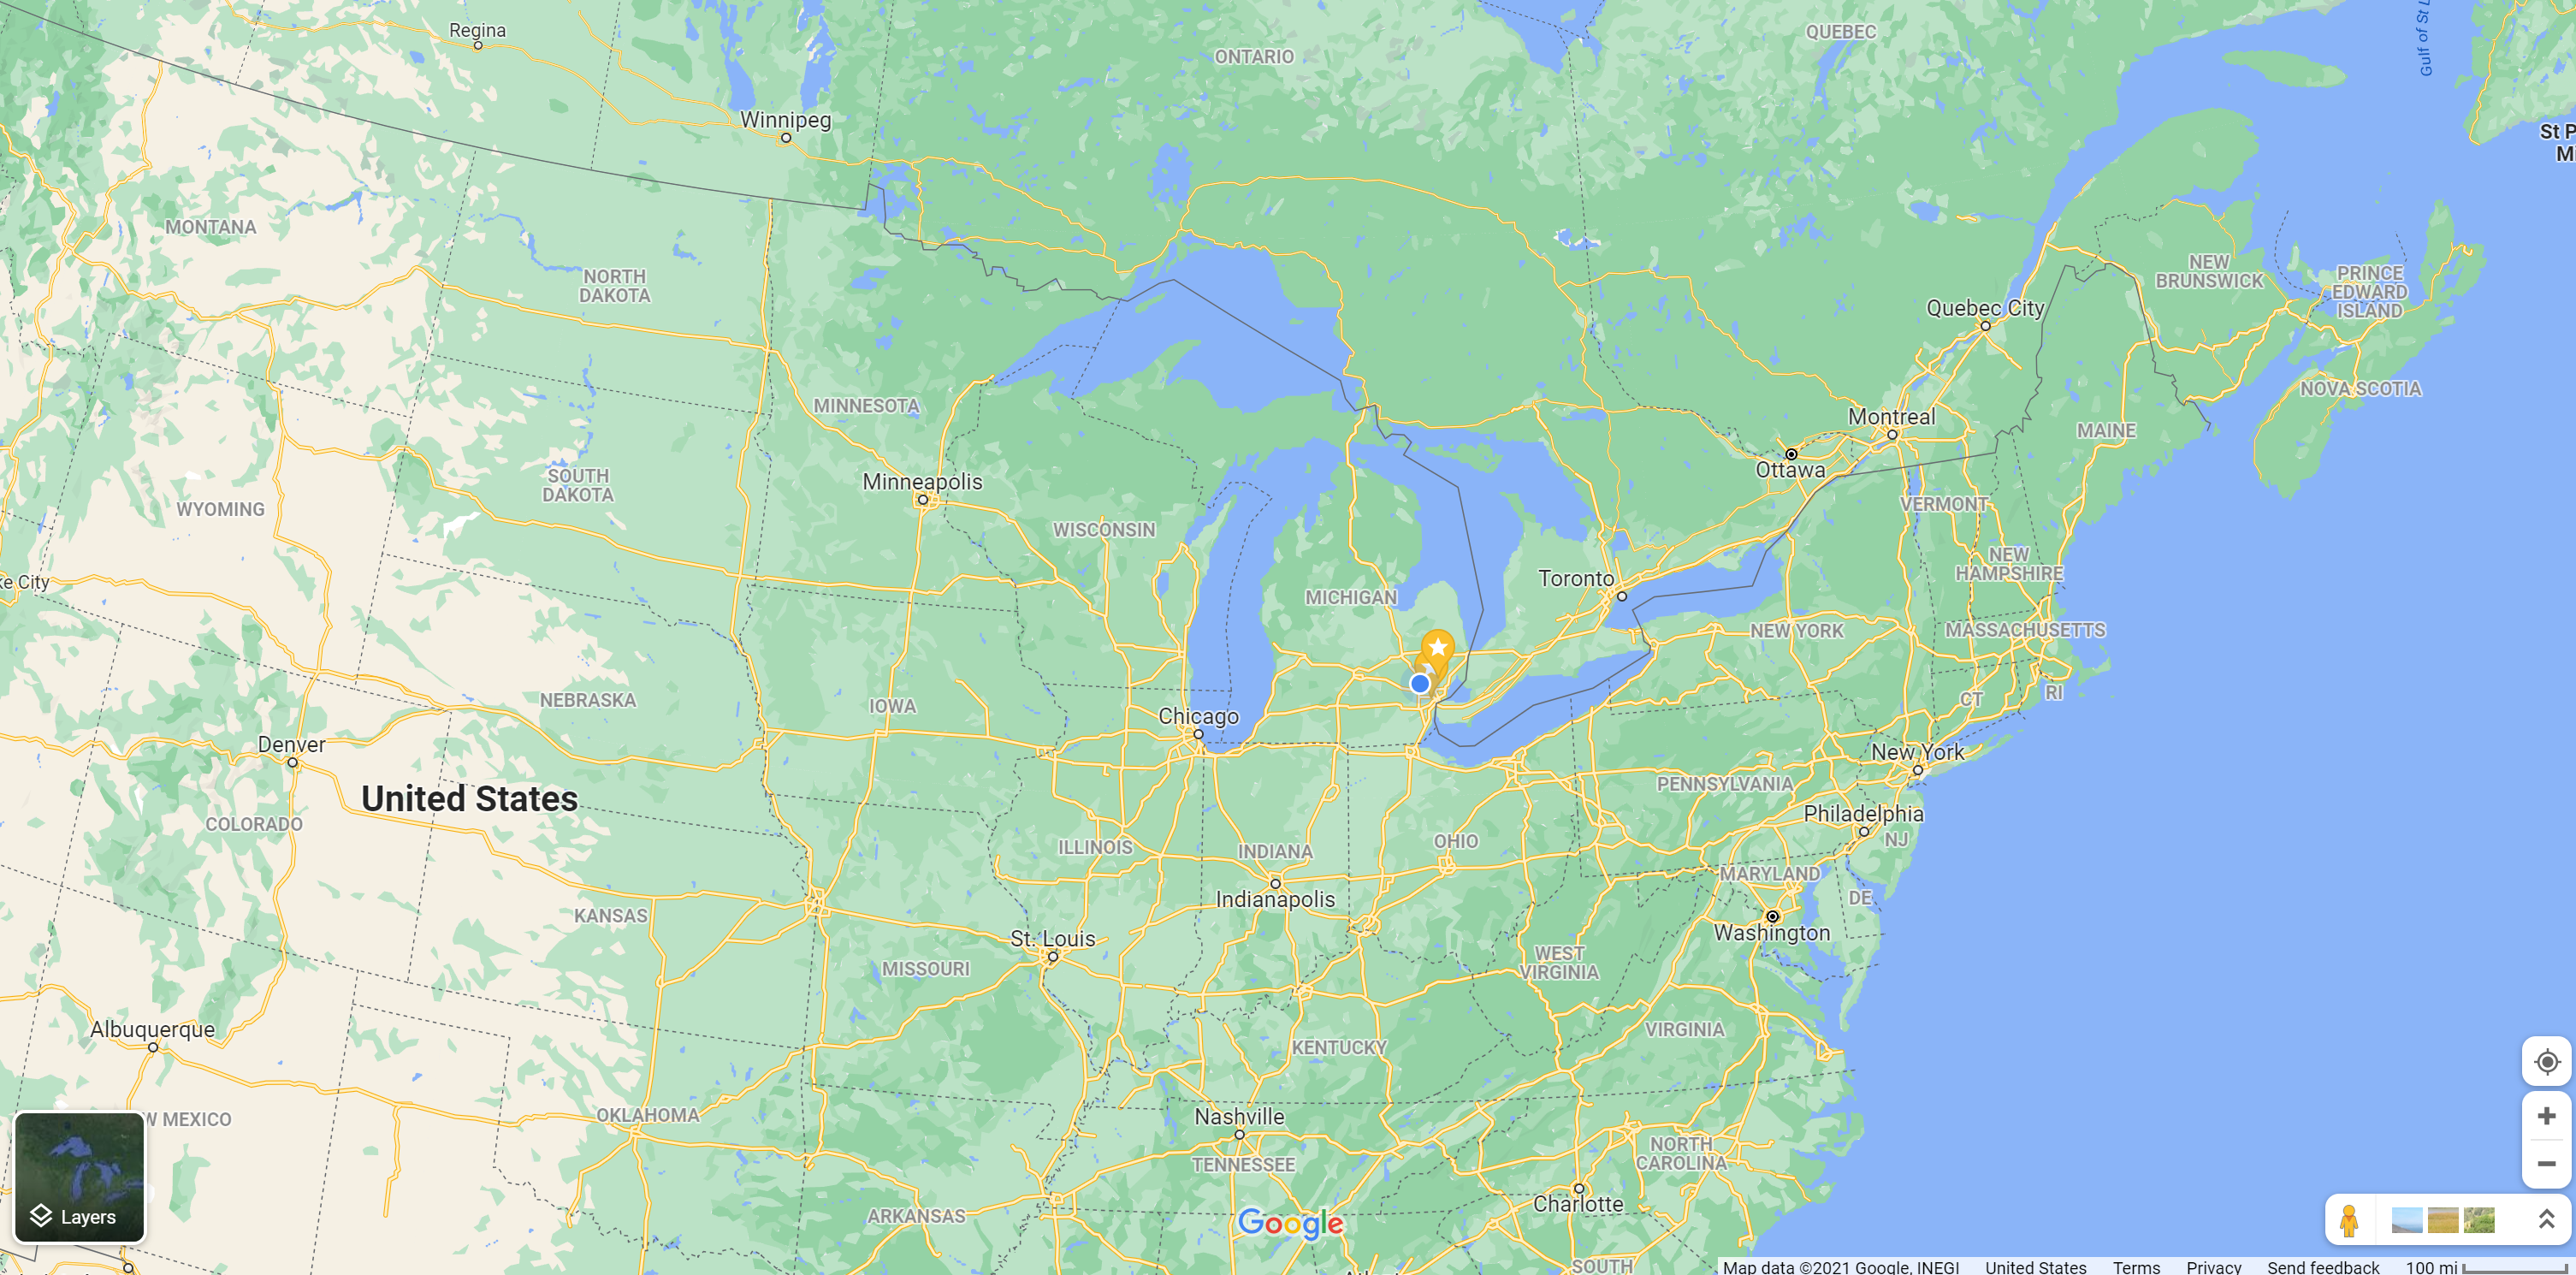 Regina
ONTARIO
QUEBEC
Gulf of St L
Winnipeg
St P
M
MONTANA
NORTH
DAKOTA
NEW
BRUNSWICK
PRINCE
EDWARD
ISLAND
Quebec City
NOVA SCOTIA
MINNESOTA
Montreal
MAINE
Ottawa
SOUTH
DAKOTA
Minneapolis
WYOMING
VERMONT
WISCONSIN
NEW
HAMPSHIRE
ke City
Toronto
MICHIGAN
NEW YORK
MASSACHUSETTS
CT
RI
NEBRASKA
IOWA
Chicago
Denver
New York
United States
PENNSYLVANIA
COLORADO
Philadelphia
NJ
ILLINOIS
INDIANA
OHIO
MARYLAND
Indianapolis
DE
KANSAS
Washington
St. Louis
MISSOURI
WEST
VIRGINIA
Albuquerque
VIRGINIA
KENTUCKY
W MEXICO
OKLAHOMA
Nashville
TENNESSEE
NORTH
CAROLINA
Charlotte
ARKANSAS
Layers
Google
SOUTH
Map data ©2021 Google, INEGI United States Terms Privacy Send feedback 100 mi